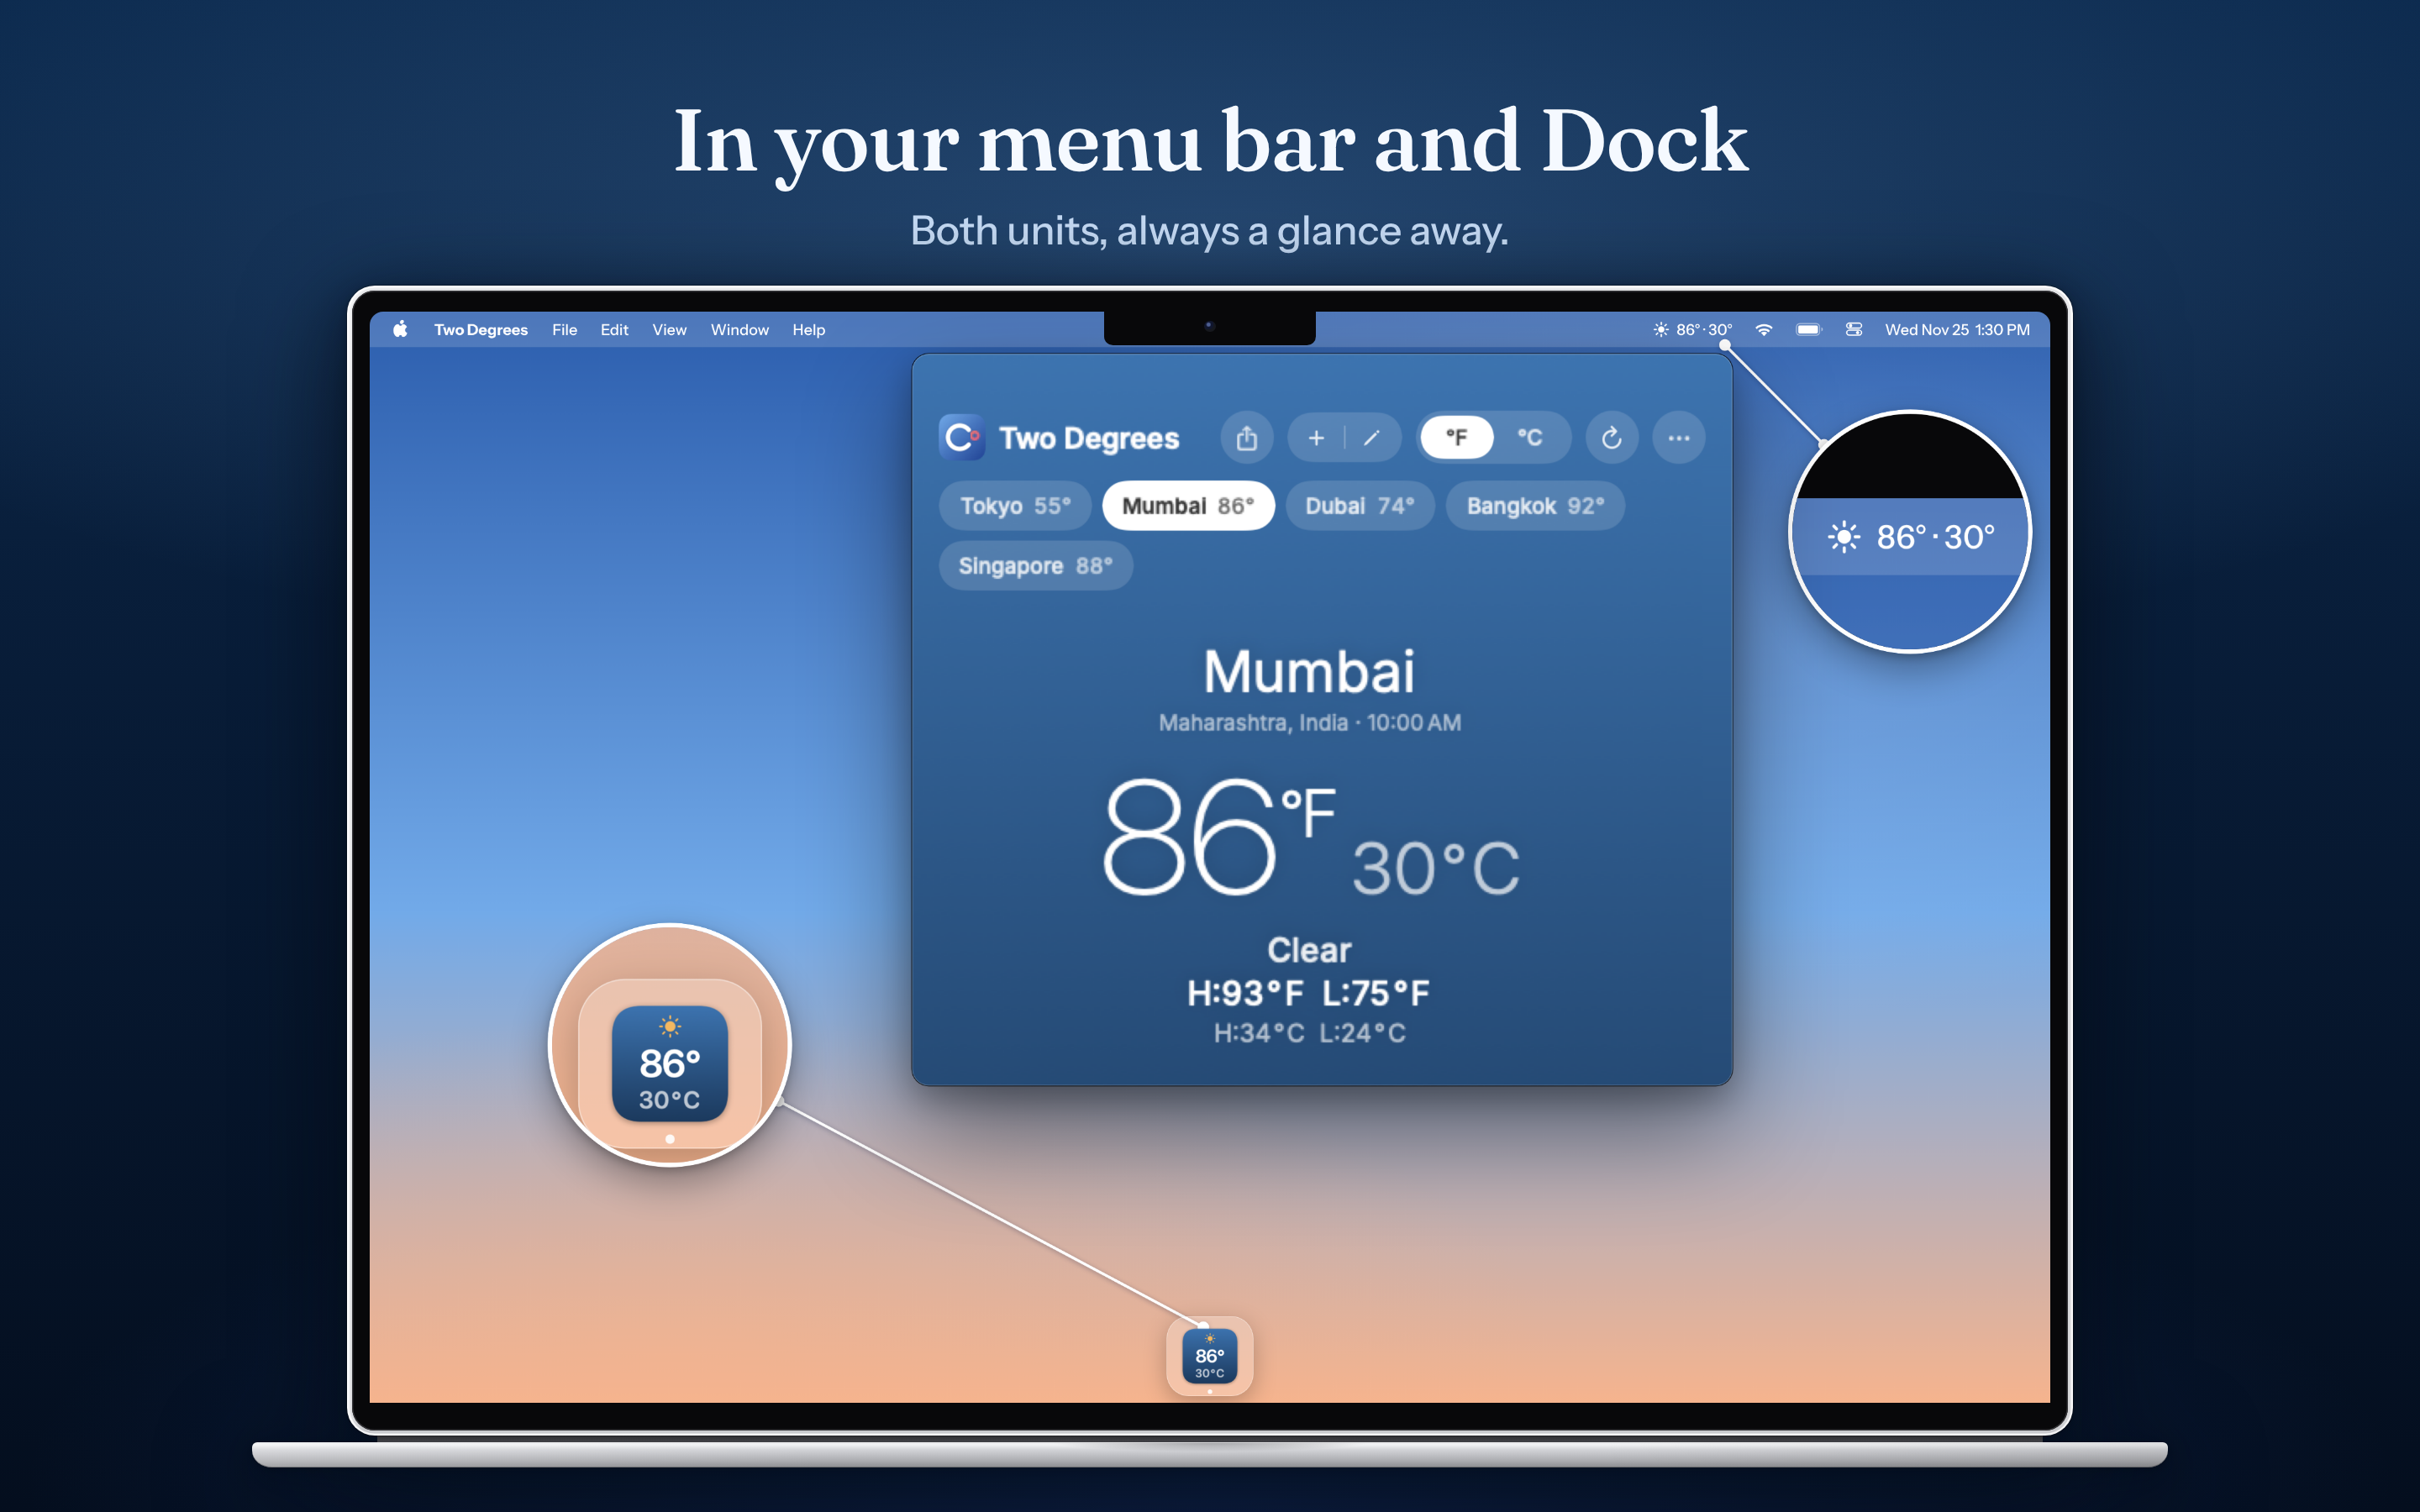 In your menu bar and Dock
Both units, always a glance away.
Two Degrees File Edit View Window Help 86° · 30° Wed Nov 25 1:30 PM
Two Degrees °F °C
Tokyo 55° Mumbai 86° Dubai 74° Bangkok 92°
Singapore 88°
86° · 30°
Mumbai
Maharashtra, India · 10:00 AM
86°F 30°C
Clear
H:93°F L:75°F
H:34°C L:24°C
86°
30°C
86°
30°C